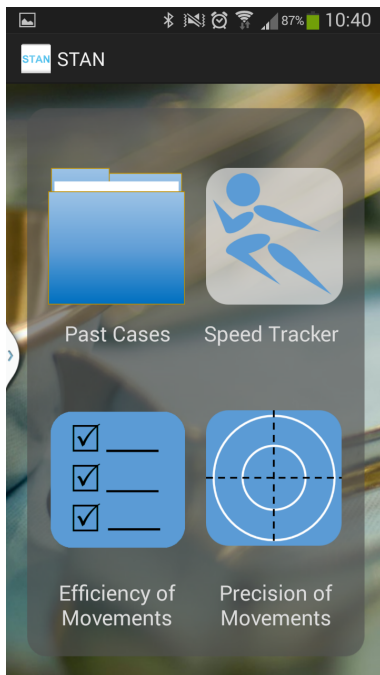 87% 10:40
STAN STAN
Past Cases Speed Tracker
Efficiency of Precision of
Movements Movements